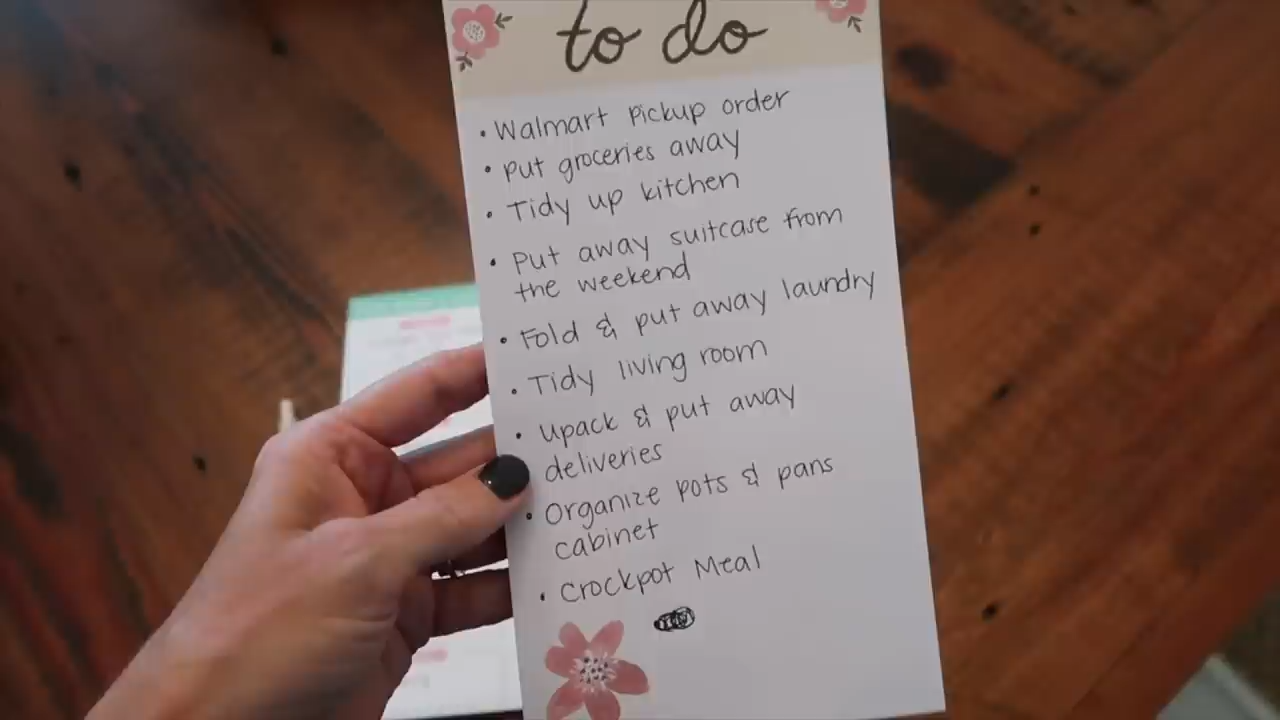 to do
• Walmart pickup order
• put groceries away
• Tidy up kitchen
• Put away suitcase from
the weekend
• Fold & put away laundry
• Tidy living room
• Upack & put away
deliveries
• Organize pots & pans
cabinet
• Crockpot Meal